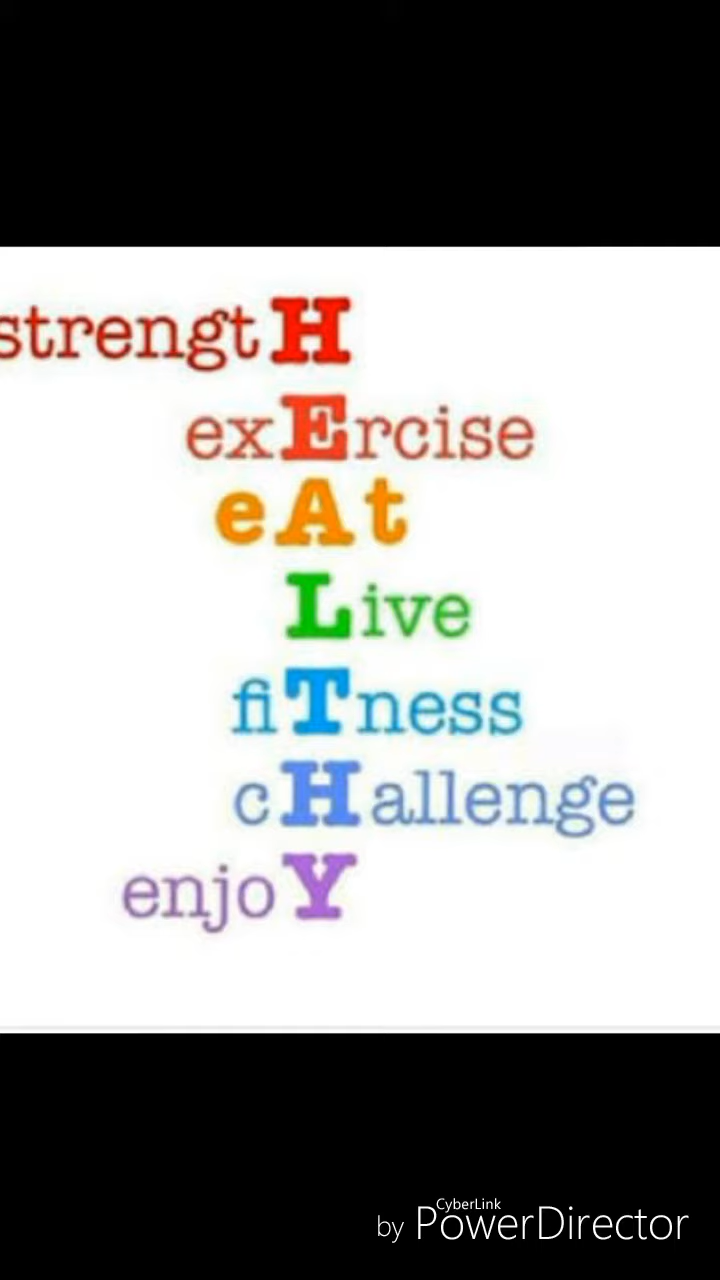 strengtH
exErcise
eAt
Live
fiTness
cHallenge
enjoY
CyberLink
by PowerDirector